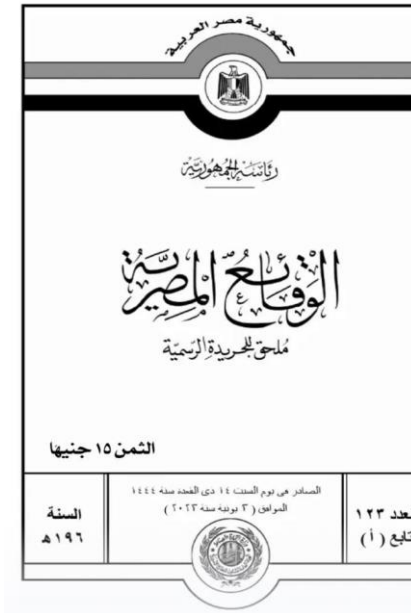 جمهورية مصر العربية
رئاسة الجمهورية
الوقائع المصرية
ملحق للجريدة الرسمية
الثمن ١٥ جنيها
الصادر فى يوم السبت ١٤ ذى القعدة سنة ١٤٤٤
الموافق ( ٣ يونية سنة ٢٠٢٣ )
السنة
١٩٦ هـ
لعدد ١٢٣
تابع ( أ )